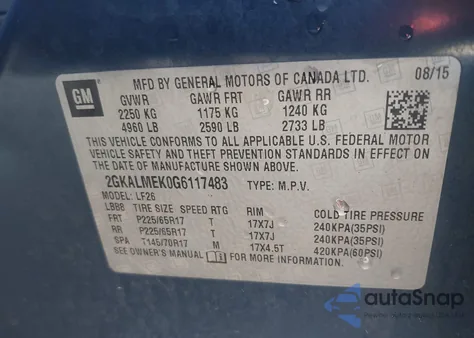 GM
MFD BY GENERAL MOTORS OF CANADA LTD. 08/15
GVWR GAWR FRT GAWR RR
2250 KG 1175 KG 1240 KG
4960 LB 2590 LB 2733 LB
THIS VEHICLE CONFORMS TO ALL APPLICABLE U.S. FEDERAL MOTOR
VEHICLE SAFETY AND THEFT PREVENTION STANDARDS IN EFFECT ON
THE DATE OF MANUFACTURE SHOWN ABOVE.
2GKALMEK0G6117483 TYPE: M.P.V.
MODEL: LF26
LBBB TIRE SIZE SPEED RTG RIM COLD TIRE PRESSURE
FRT P225/65R17 T 17X7J 240KPA(35PSI)
RR P225/65R17 T 17X7J 240KPA(35PSI)
SPA T145/70R17 M 17X4.5T 420KPA(60PSI)
SEE OWNER'S MANUAL FOR MORE INFORMATION.
autoSnap